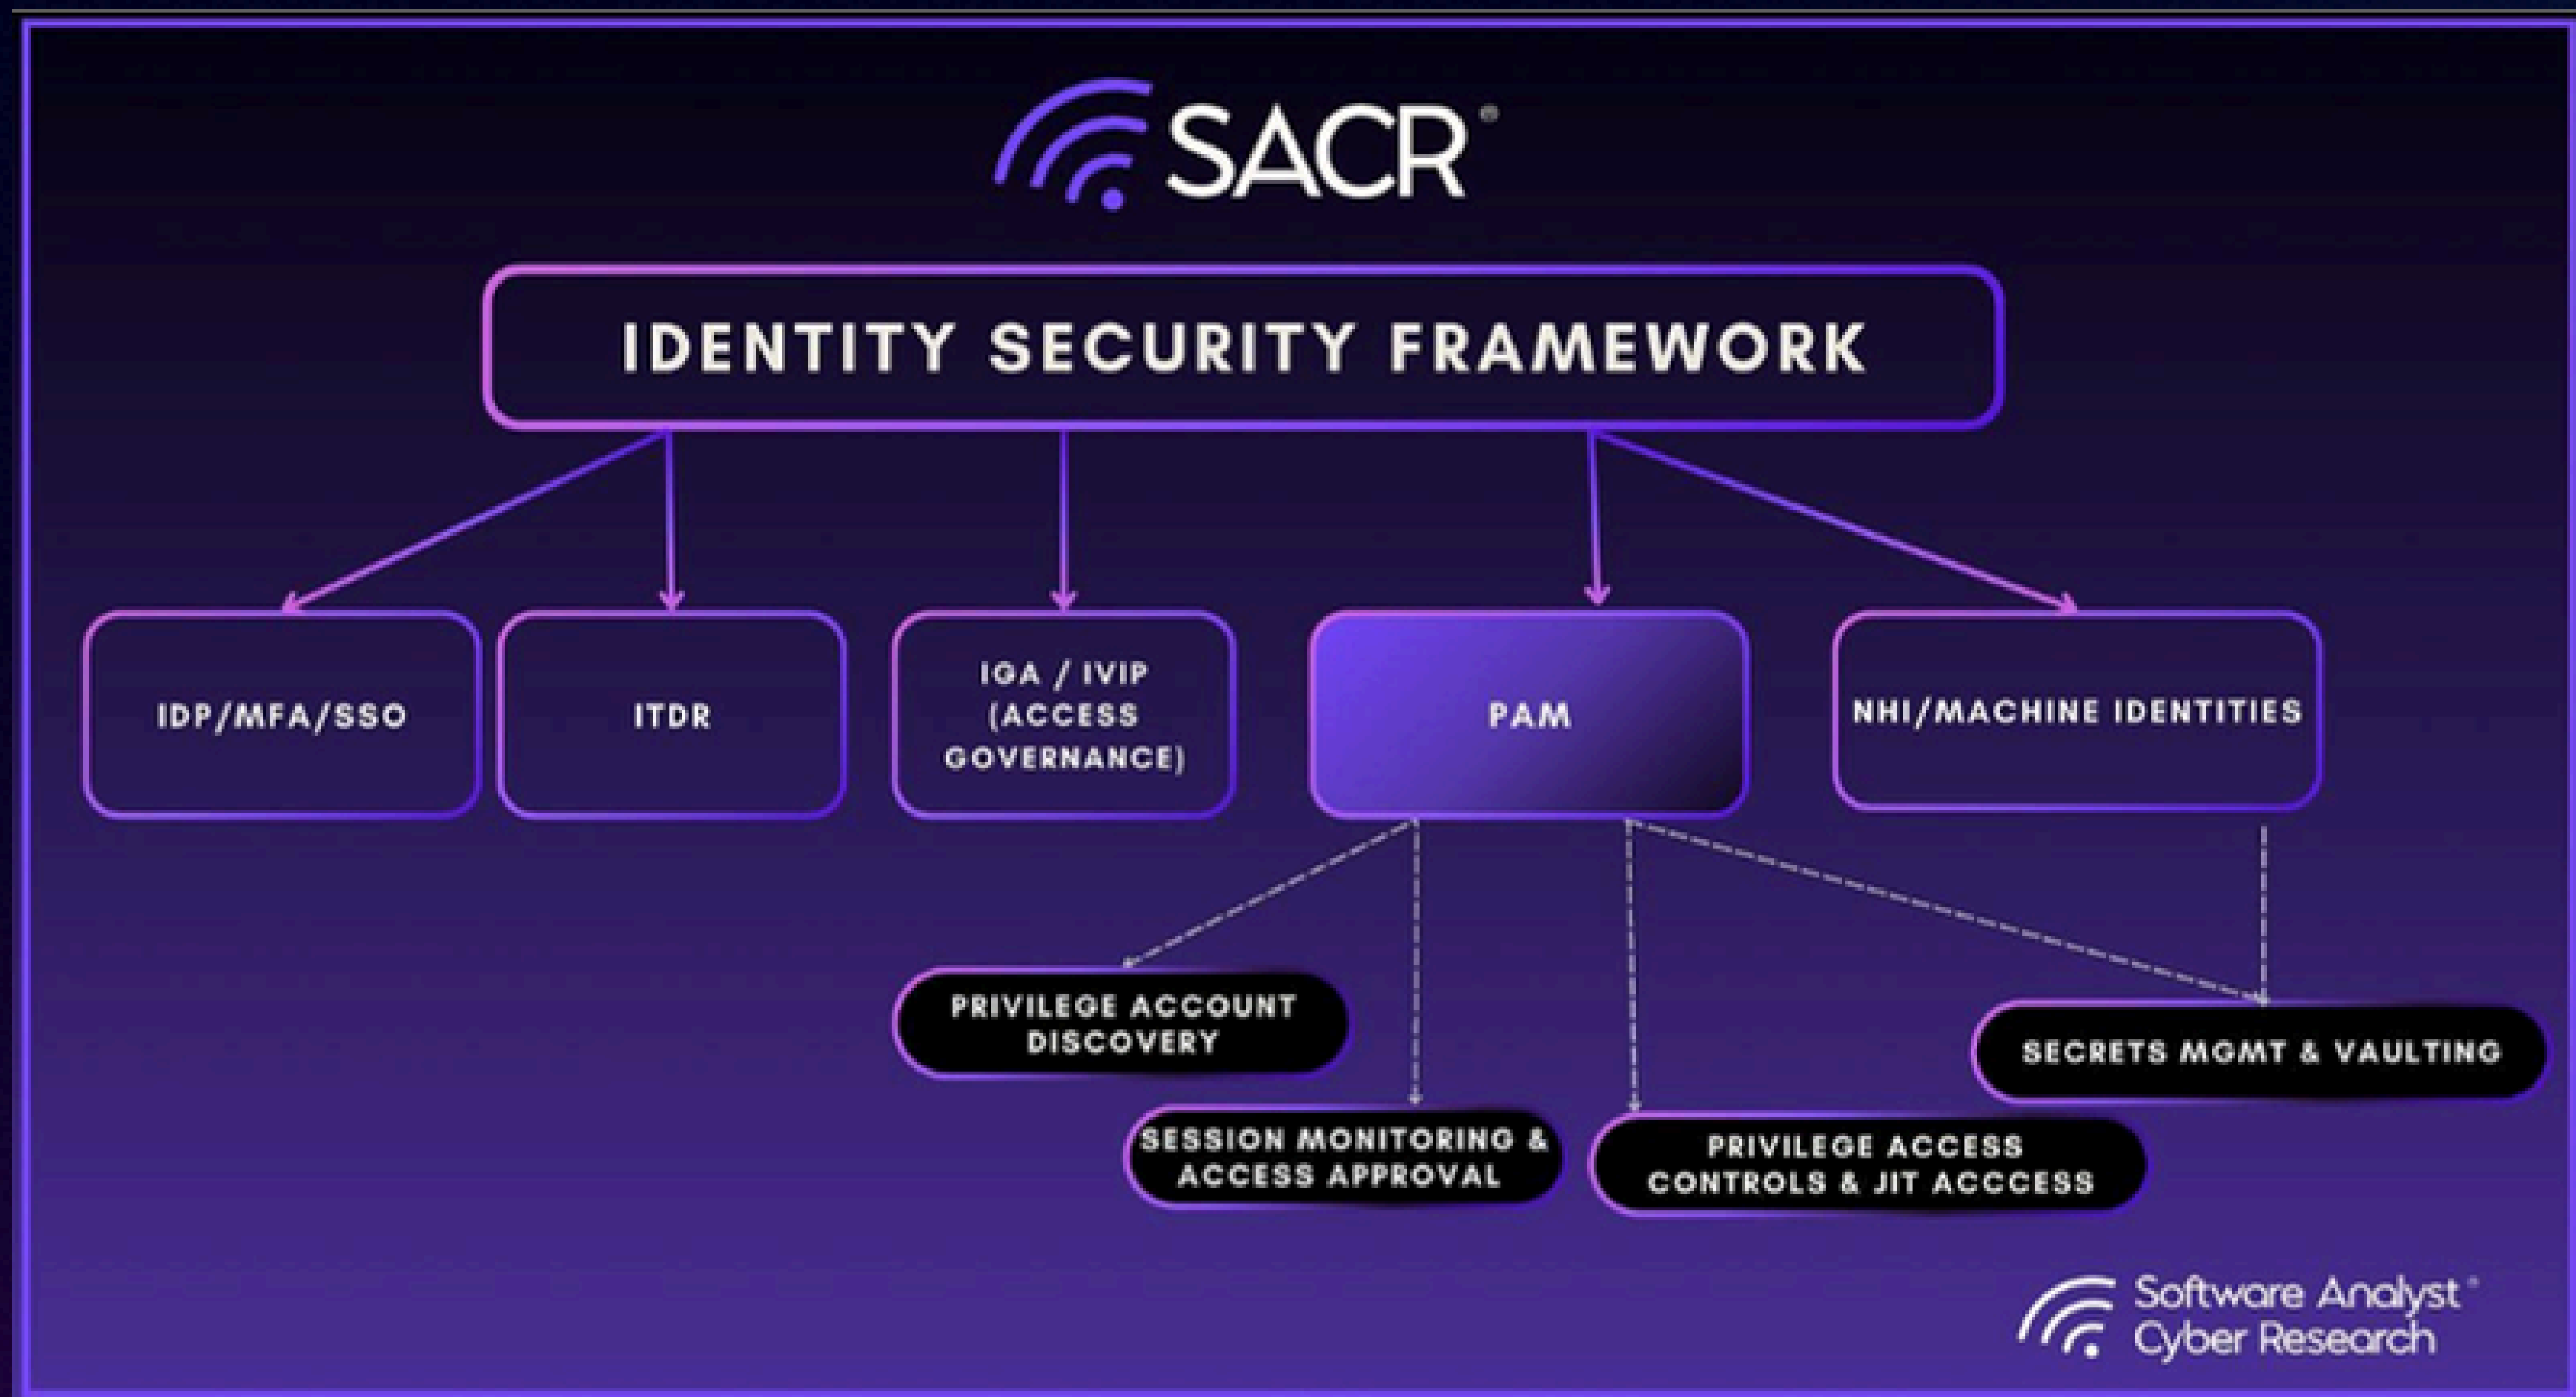 SACR
IDENTITY SECURITY FRAMEWORK
IDP/MFA/SSO
ITDR
IGA / IVIP
(ACCESS
GOVERNANCE)
PAM
NHI/MACHINE IDENTITIES
PRIVILEGE ACCOUNT
DISCOVERY
SESSION MONITORING &
ACCESS APPROVAL
PRIVILEGE ACCESS
CONTROLS & JIT ACCCESS
SECRETS MGMT & VAULTING
Software Analyst
Cyber Research